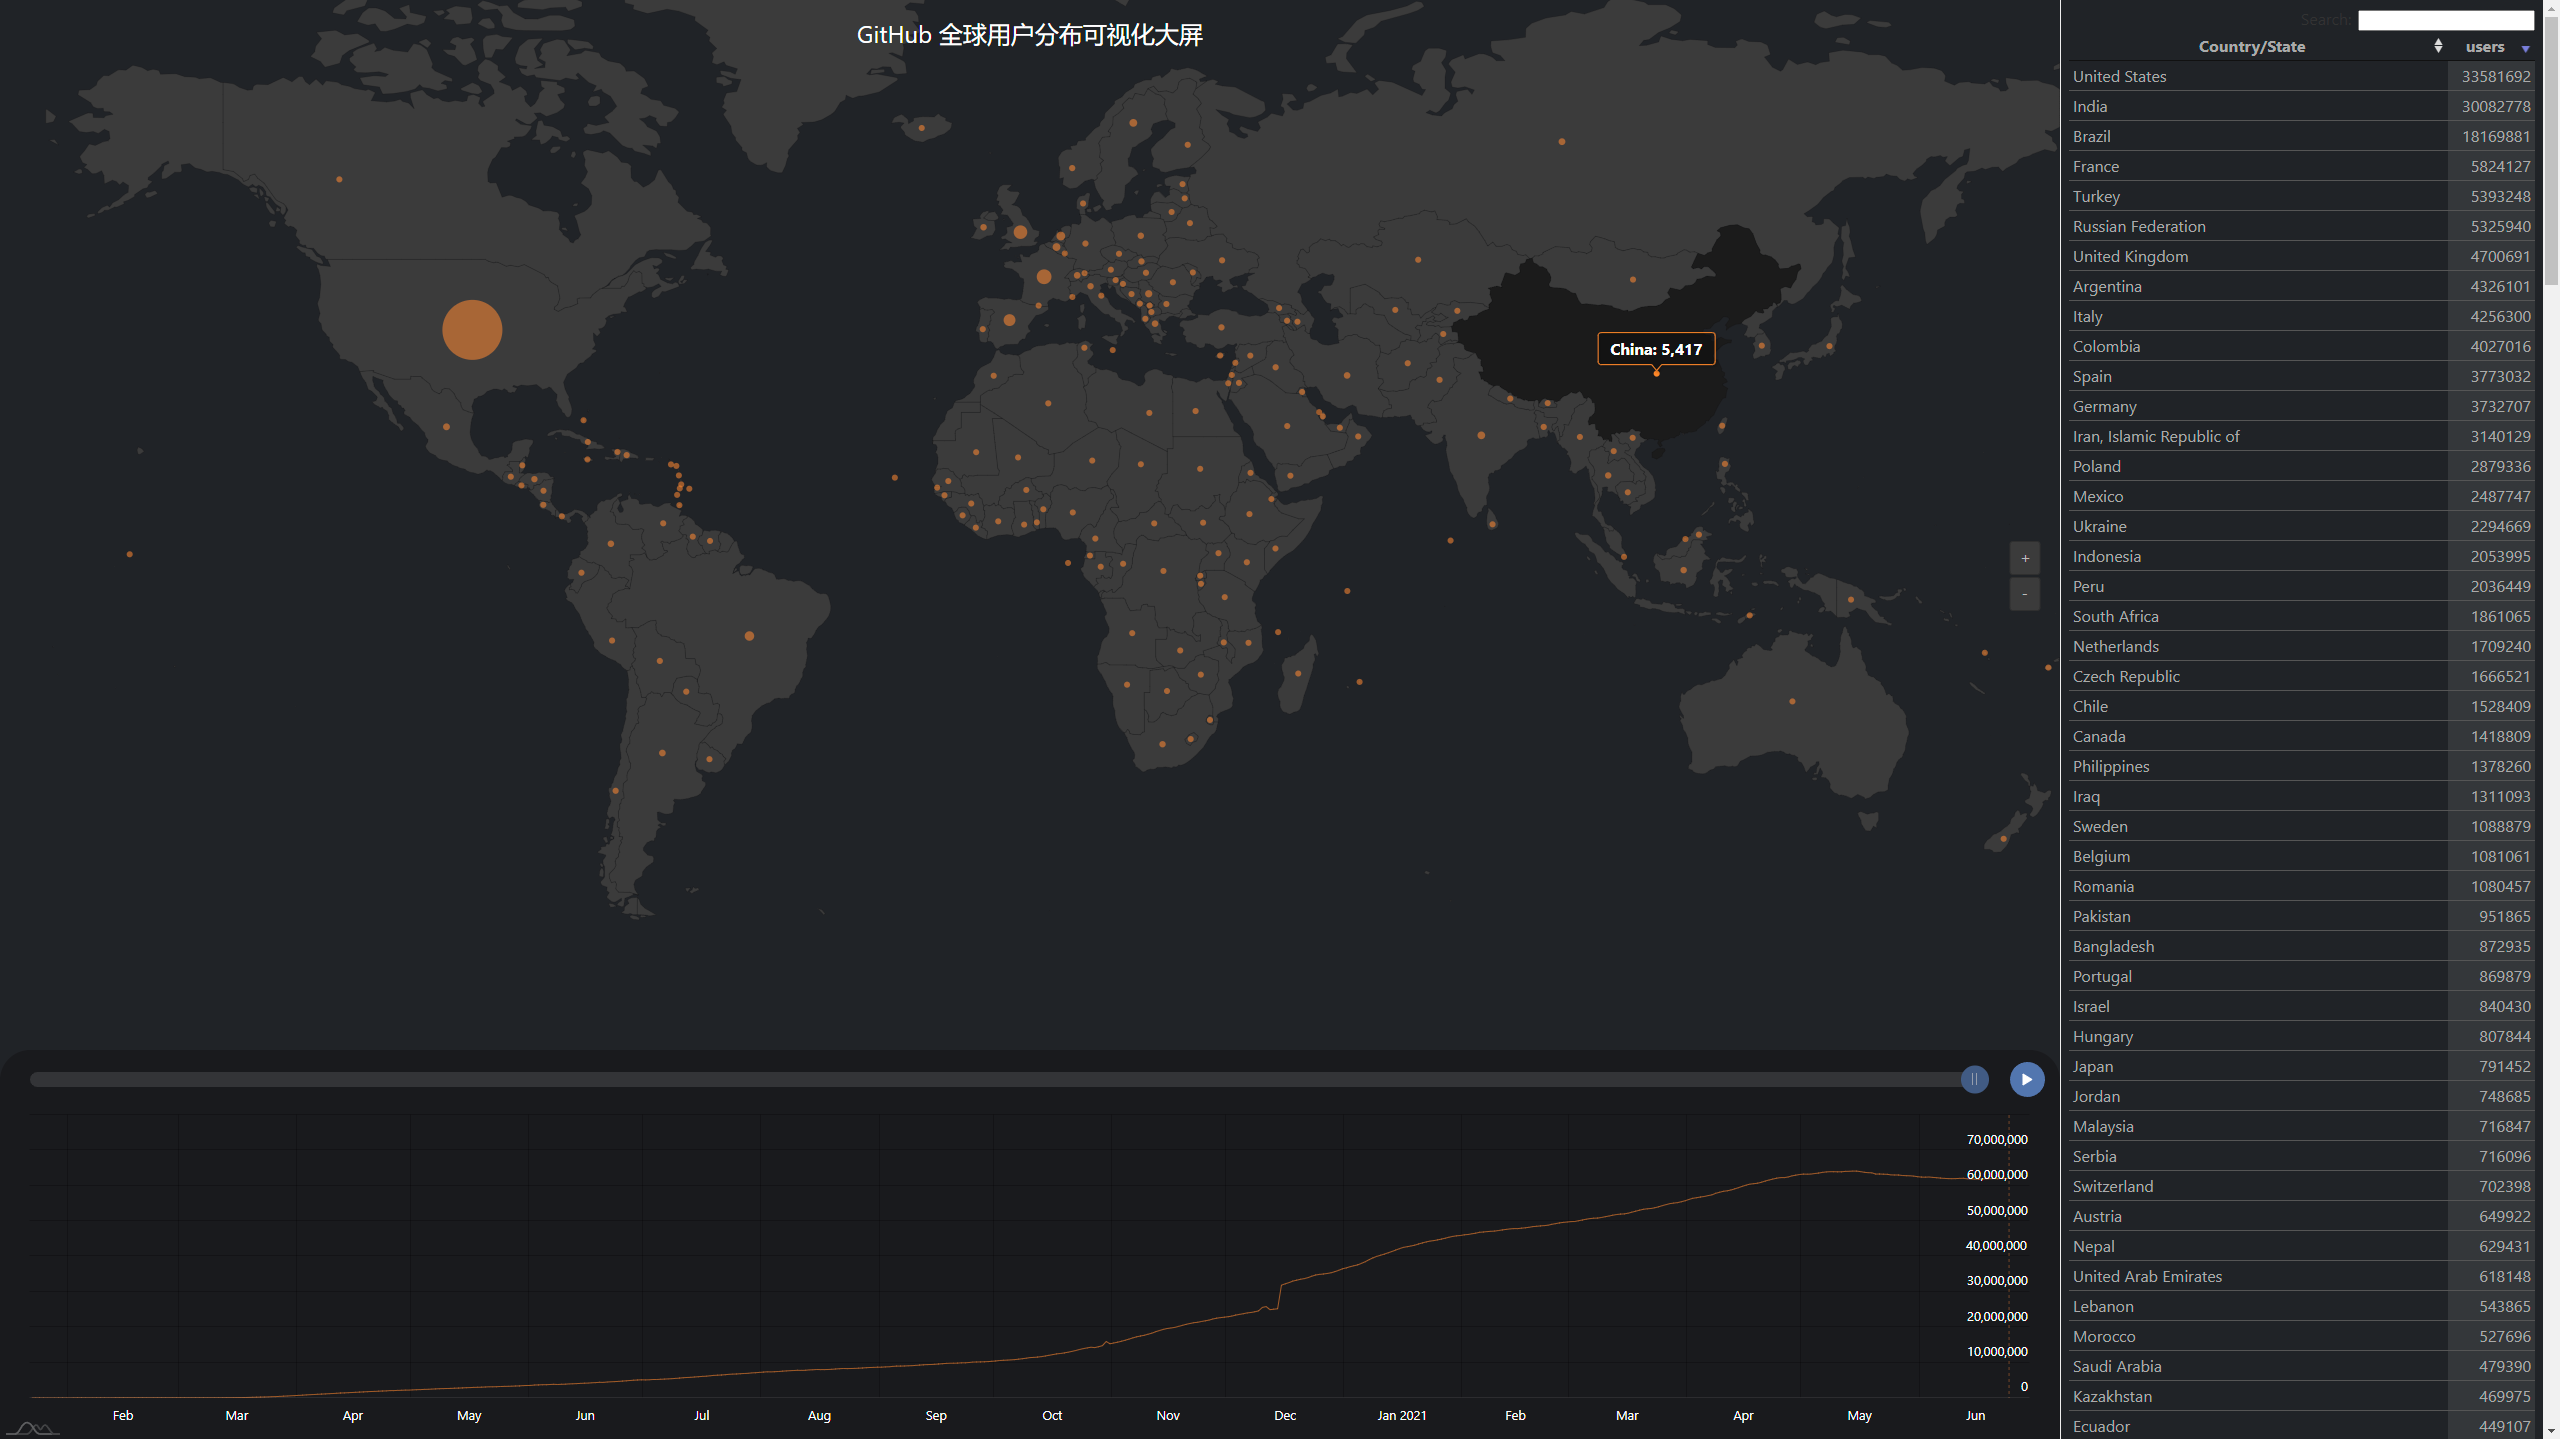 GitHub 全球用户分布可视化大屏
China: 5,417
+
-
70,000,000
60,000,000
50,000,000
40,000,000
30,000,000
20,000,000
10,000,000
0
Feb Mar Apr May Jun Jul Aug Sep Oct Nov Dec Jan 2021 Feb Mar Apr May Jun
Search:
Country/State users
United States 33581692
India 30082778
Brazil 18169881
France 5824127
Turkey 5393248
Russian Federation 5325940
United Kingdom 4700691
Argentina 4326101
Italy 4256300
Colombia 4027016
Spain 3773032
Germany 3732707
Iran, Islamic Republic of 3140129
Poland 2879336
Mexico 2487747
Ukraine 2294669
Indonesia 2053995
Peru 2036449
South Africa 1861065
Netherlands 1709240
Czech Republic 1666521
Chile 1528409
Canada 1418809
Philippines 1378260
Iraq 1311093
Sweden 1088879
Belgium 1081061
Romania 1080457
Pakistan 951865
Bangladesh 872935
Portugal 869879
Israel 840430
Hungary 807844
Japan 791452
Jordan 748685
Malaysia 716847
Serbia 716096
Switzerland 702398
Austria 649922
Nepal 629431
United Arab Emirates 618148
Lebanon 543865
Morocco 527696
Saudi Arabia 479390
Kazakhstan 469975
Ecuador 449107